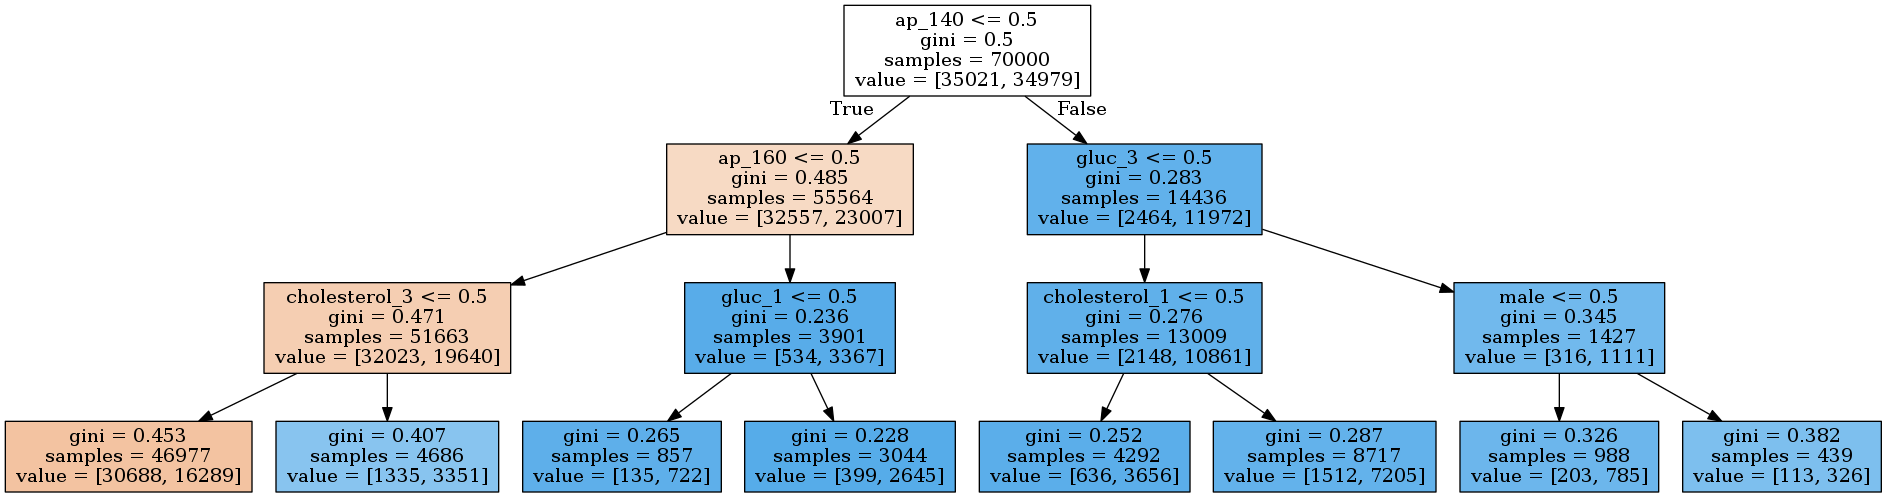 ap_140 <= 0.5
gini = 0.5
samples = 70000
value = [35021, 34979]
True
False
ap_160 <= 0.5
gini = 0.485
samples = 55564
value = [32557, 23007]
gluc_3 <= 0.5
gini = 0.283
samples = 14436
value = [2464, 11972]
cholesterol_3 <= 0.5
gini = 0.471
samples = 51663
value = [32023, 19640]
gluc_1 <= 0.5
gini = 0.236
samples = 3901
value = [534, 3367]
cholesterol_1 <= 0.5
gini = 0.276
samples = 13009
value = [2148, 10861]
male <= 0.5
gini = 0.345
samples = 1427
value = [316, 1111]
gini = 0.453
samples = 46977
value = [30688, 16289]
gini = 0.407
samples = 4686
value = [1335, 3351]
gini = 0.265
samples = 857
value = [135, 722]
gini = 0.228
samples = 3044
value = [399, 2645]
gini = 0.252
samples = 4292
value = [636, 3656]
gini = 0.287
samples = 8717
value = [1512, 7205]
gini = 0.326
samples = 988
value = [203, 785]
gini = 0.382
samples = 439
value = [113, 326]